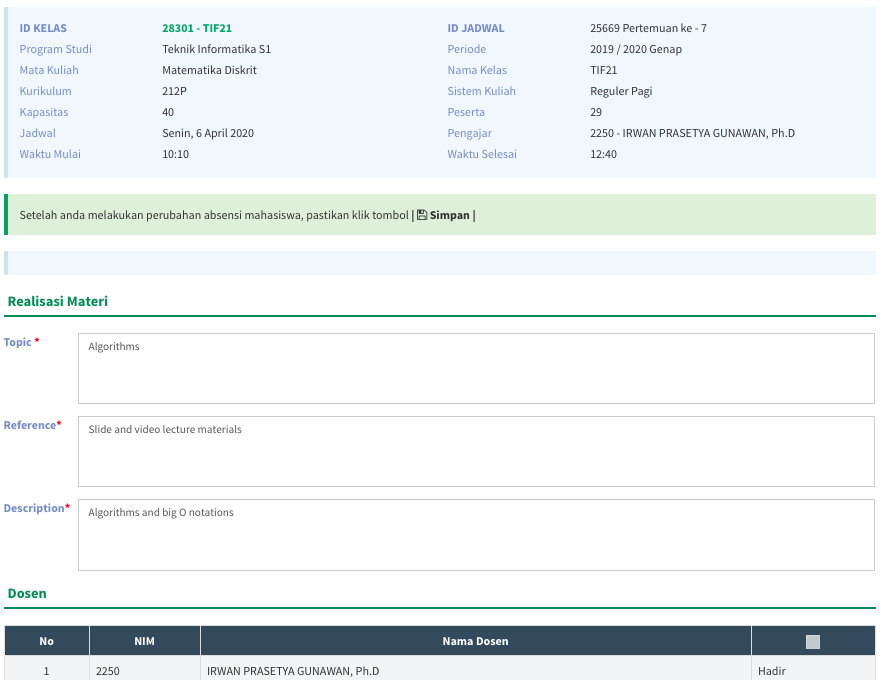 ID KELAS 28301 - TIF21 ID JADWAL 25669 Pertemuan ke - 7
Program Studi Teknik Informatika S1 Periode 2019 / 2020 Genap
Mata Kuliah Matematika Diskrit Nama Kelas TIF21
Kurikulum 212P Sistem Kuliah Reguler Pagi
Kapasitas 40 Peserta 29
Jadwal Senin, 6 April 2020 Pengajar 2250 - IRWAN PRASETYA GUNAWAN, Ph.D
Waktu Mulai 10:10 Waktu Selesai 12:40
Setelah anda melakukan perubahan absensi mahasiswa, pastikan klik tombol | Simpan |
Realisasi Materi
Topic * Algorithms
Reference* Slide and video lecture materials
Description* Algorithms and big O notations
Dosen
No NIM Nama Dosen
1 2250 IRWAN PRASETYA GUNAWAN, Ph.D Hadir